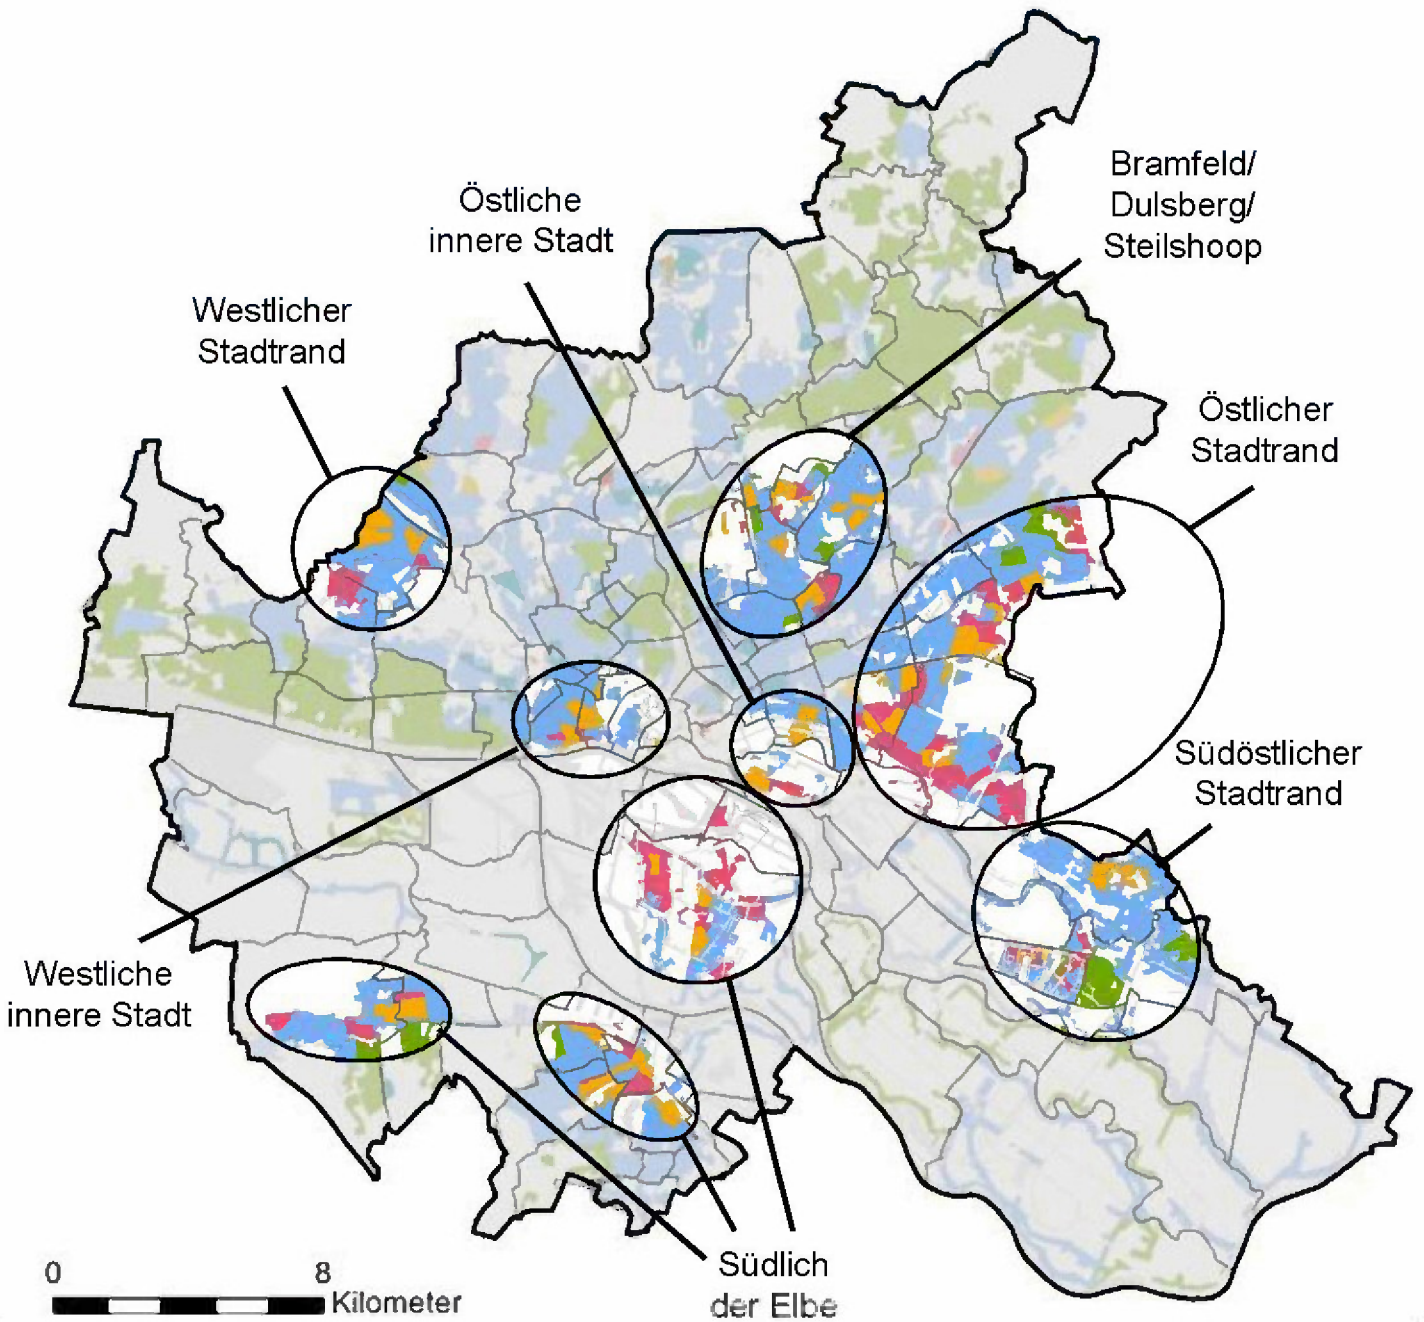 Bramfeld/
Dulsberg/
Steilshoop
Östliche
innere Stadt
Westlicher
Stadtrand
Östlicher
Stadtrand
Südöstlicher
Stadtrand
Westliche
innere Stadt
Südlich
der Elbe
0 8
Kilometer